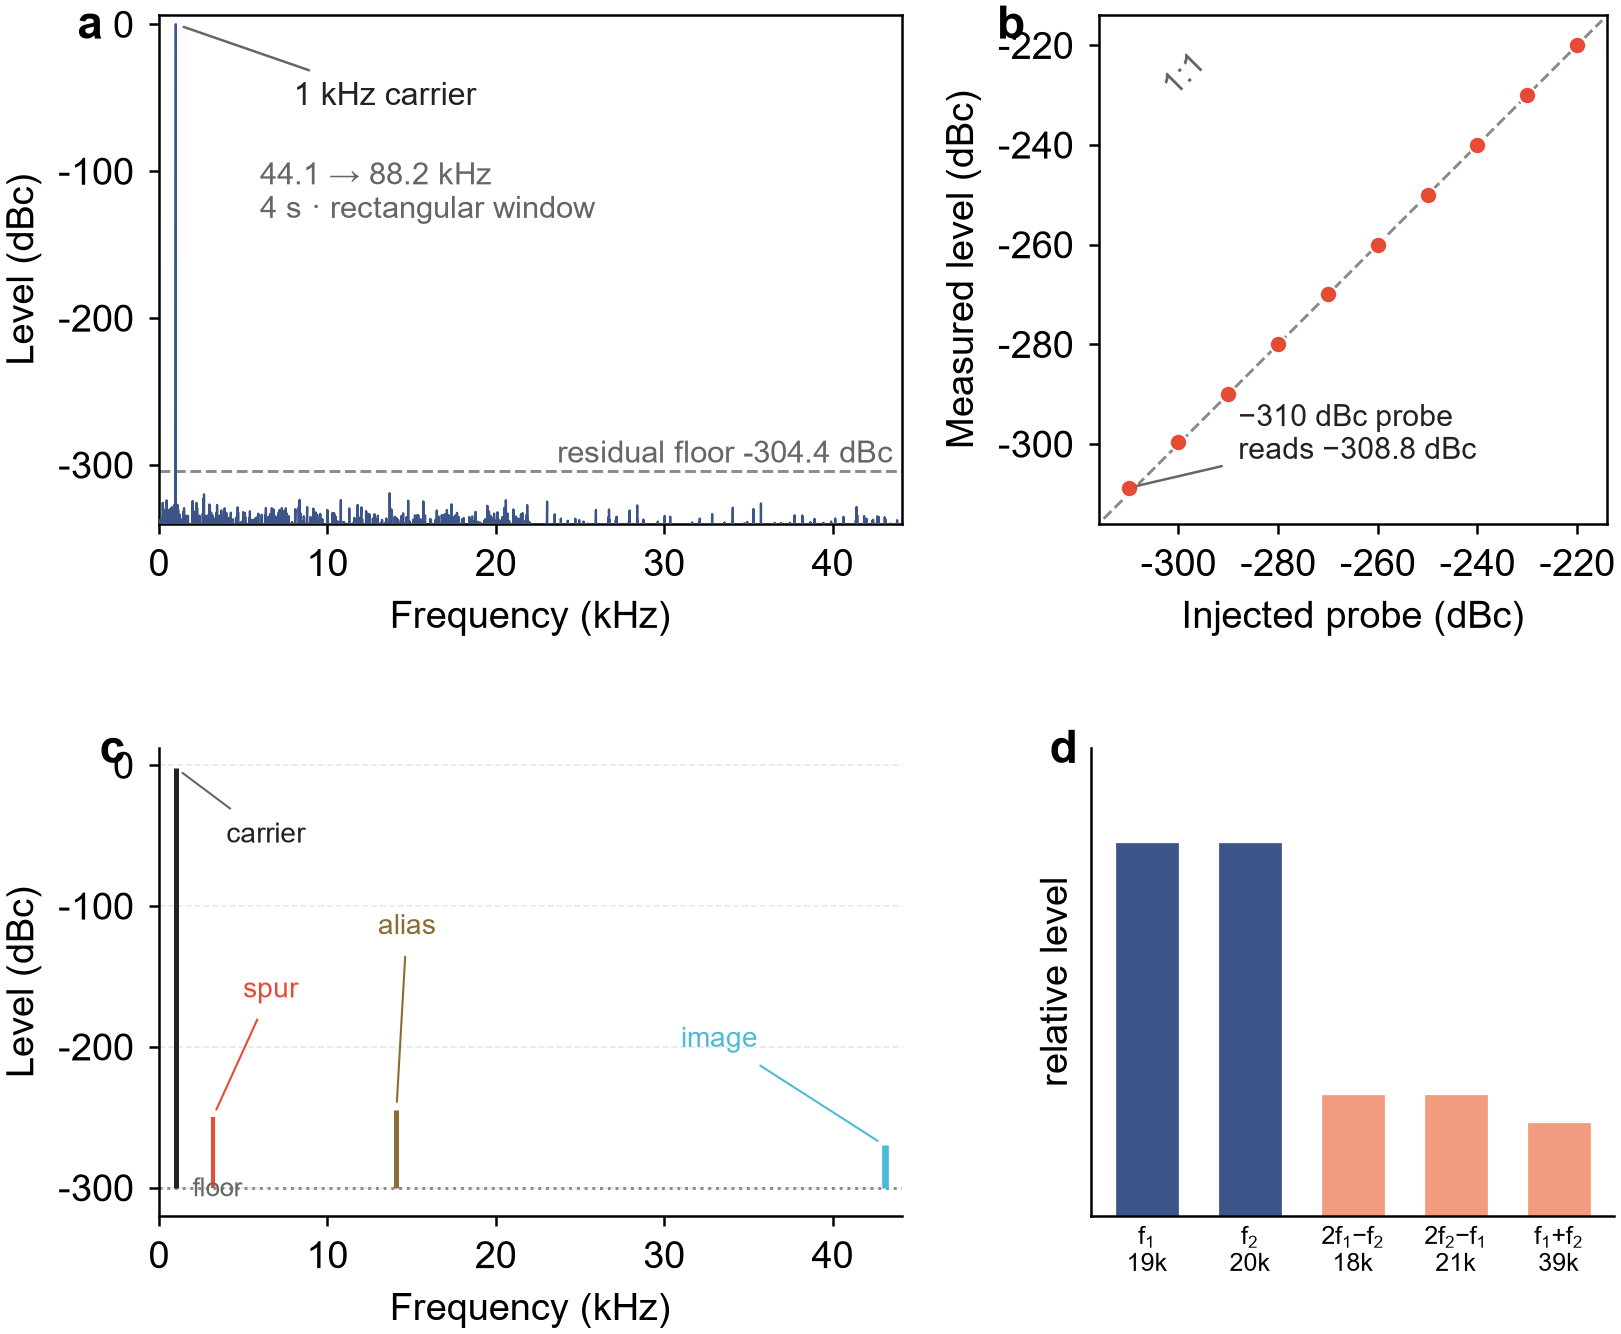 a
0
-100
-200
-300
Level (dBc)
1 kHz carrier
44.1 → 88.2 kHz
4 s · rectangular window
residual floor -304.4 dBc
0 10 20 30 40
Frequency (kHz)
b
-220
-240
-260
-280
-300
Measured level (dBc)
1:1
−310 dBc probe
reads −308.8 dBc
-300 -280 -260 -240 -220
Injected probe (dBc)
c
0
-100
-200
-300
Level (dBc)
carrier
alias
spur
image
floor
0 10 20 30 40
Frequency (kHz)
d
relative level
f₁ f₂ 2f₁−f₂ 2f₂−f₁ f₁+f₂
19k 20k 18k 21k 39k